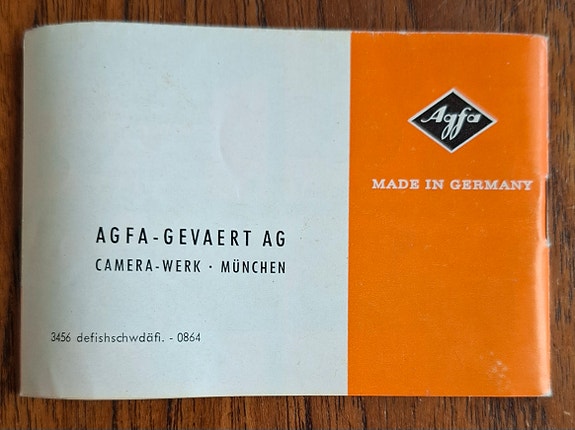 Agfa
MADE IN GERMANY
AGFA-GEVAERT AG
CAMERA-WERK · MÜNCHEN
3456 defishschwdäfi. - 0864